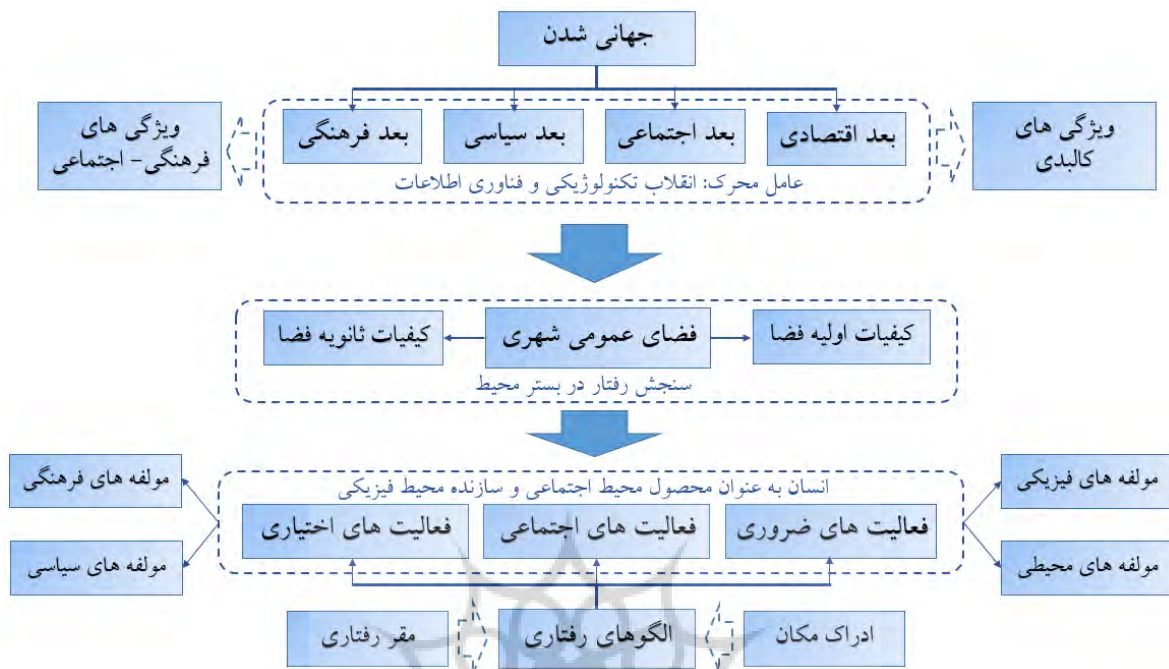 جهانی شدن
ویژگی های
کالبدی
بعد اقتصادی
بعد اجتماعی
بعد سیاسی
بعد فرهنگی
ویژگی های
فرهنگی- اجتماعی
عامل محرک: انقلاب تکنولوژیکی و فناوری اطلاعات
کیفیات اولیه فضا
فضای عمومی شهری
کیفیات ثانویه فضا
سنجش رفتار در بستر محیط
مولفه های فیزیکی
مولفه های فرهنگی
انسان به عنوان محصول محیط اجتماعی و سازنده محیط فیزیکی
فعالیت های ضروری
فعالیت های اجتماعی
فعالیت های اختیاری
مولفه های محیطی
مولفه های سیاسی
ادراک مکان
الگوهای رفتاری
مقر رفتاری